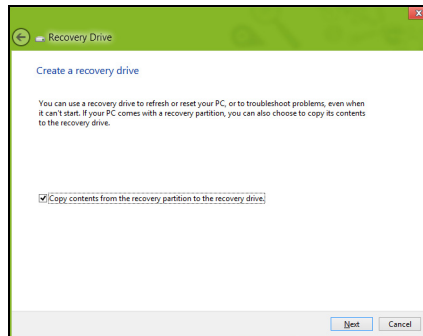 Recovery Drive
Create a recovery drive
You can use a recovery drive to refresh or reset your PC, or to troubleshoot problems, even when
it can't start. If your PC comes with a recovery partition, you can also choose to copy its contents
to the recovery drive.
Copy contents from the recovery partition to the recovery drive.
Next Cancel